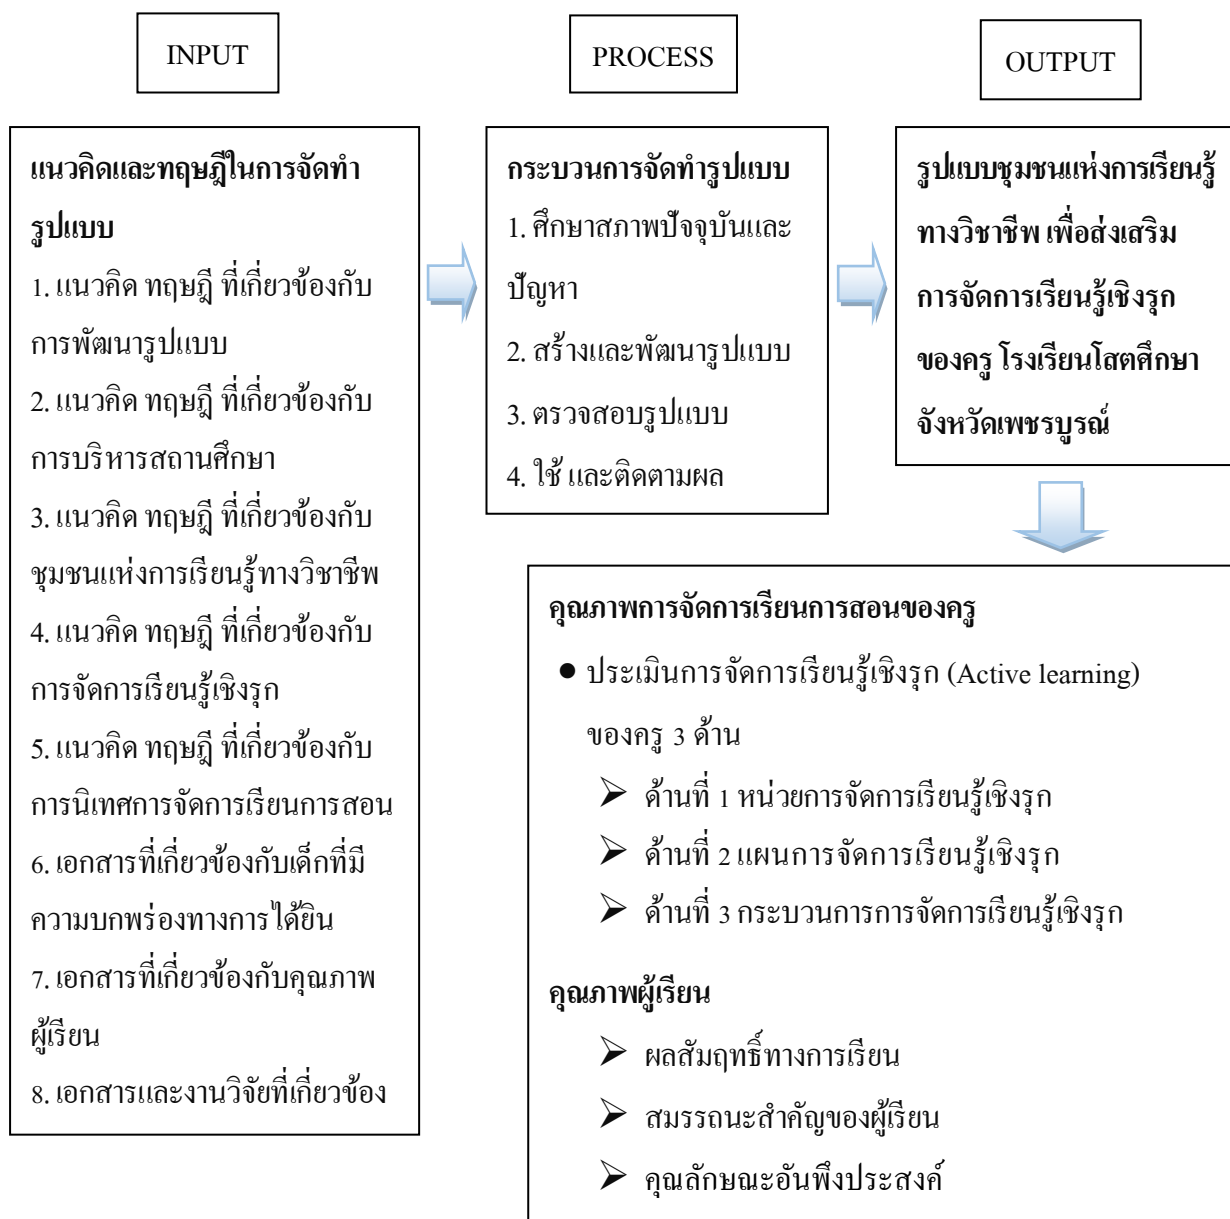 INPUT
PROCESS
OUTPUT
แนวคิดและทฤษฎีในการจัดทำ
รูปแบบ
1. แนวคิด ทฤษฎี ที่เกี่ยวข้องกับ
การพัฒนารูปแบบ
2. แนวคิด ทฤษฎี ที่เกี่ยวข้องกับ
การบริหารสถานศึกษา
3. แนวคิด ทฤษฎี ที่เกี่ยวข้องกับ
ชุมชนแห่งการเรียนรู้ทางวิชาชีพ
4. แนวคิด ทฤษฎี ที่เกี่ยวข้องกับ
การจัดการเรียนรู้เชิงรุก
5. แนวคิด ทฤษฎี ที่เกี่ยวข้องกับ
การนิเทศการจัดการเรียนการสอน
6. เอกสารที่เกี่ยวข้องกับเด็กที่มี
ความบกพร่องทางการได้ยิน
7. เอกสารที่เกี่ยวข้องกับคุณภาพ
ผู้เรียน
8. เอกสารและงานวิจัยที่เกี่ยวข้อง
กระบวนการจัดทำรูปแบบ
1. ศึกษาสภาพปัจจุบันและ
ปัญหา
2. สร้างและพัฒนารูปแบบ
3. ตรวจสอบรูปแบบ
4. ใช้ และติดตามผล
รูปแบบชุมชนแห่งการเรียนรู้
ทางวิชาชีพ เพื่อส่งเสริม
การจัดการเรียนรู้เชิงรุก
ของครู โรงเรียนโสตศึกษา
จังหวัดเพชรบูรณ์
คุณภาพการจัดการเรียนการสอนของครู
● ประเมินการจัดการเรียนรู้เชิงรุก (Active learning)
ของครู 3 ด้าน
➢ ด้านที่ 1 หน่วยการจัดการเรียนรู้เชิงรุก
➢ ด้านที่ 2 แผนการจัดการเรียนรู้เชิงรุก
➢ ด้านที่ 3 กระบวนการการจัดการเรียนรู้เชิงรุก
คุณภาพผู้เรียน
➢ ผลสัมฤทธิ์ทางการเรียน
➢ สมรรถนะสำคัญของผู้เรียน
➢ คุณลักษณะอันพึงประสงค์